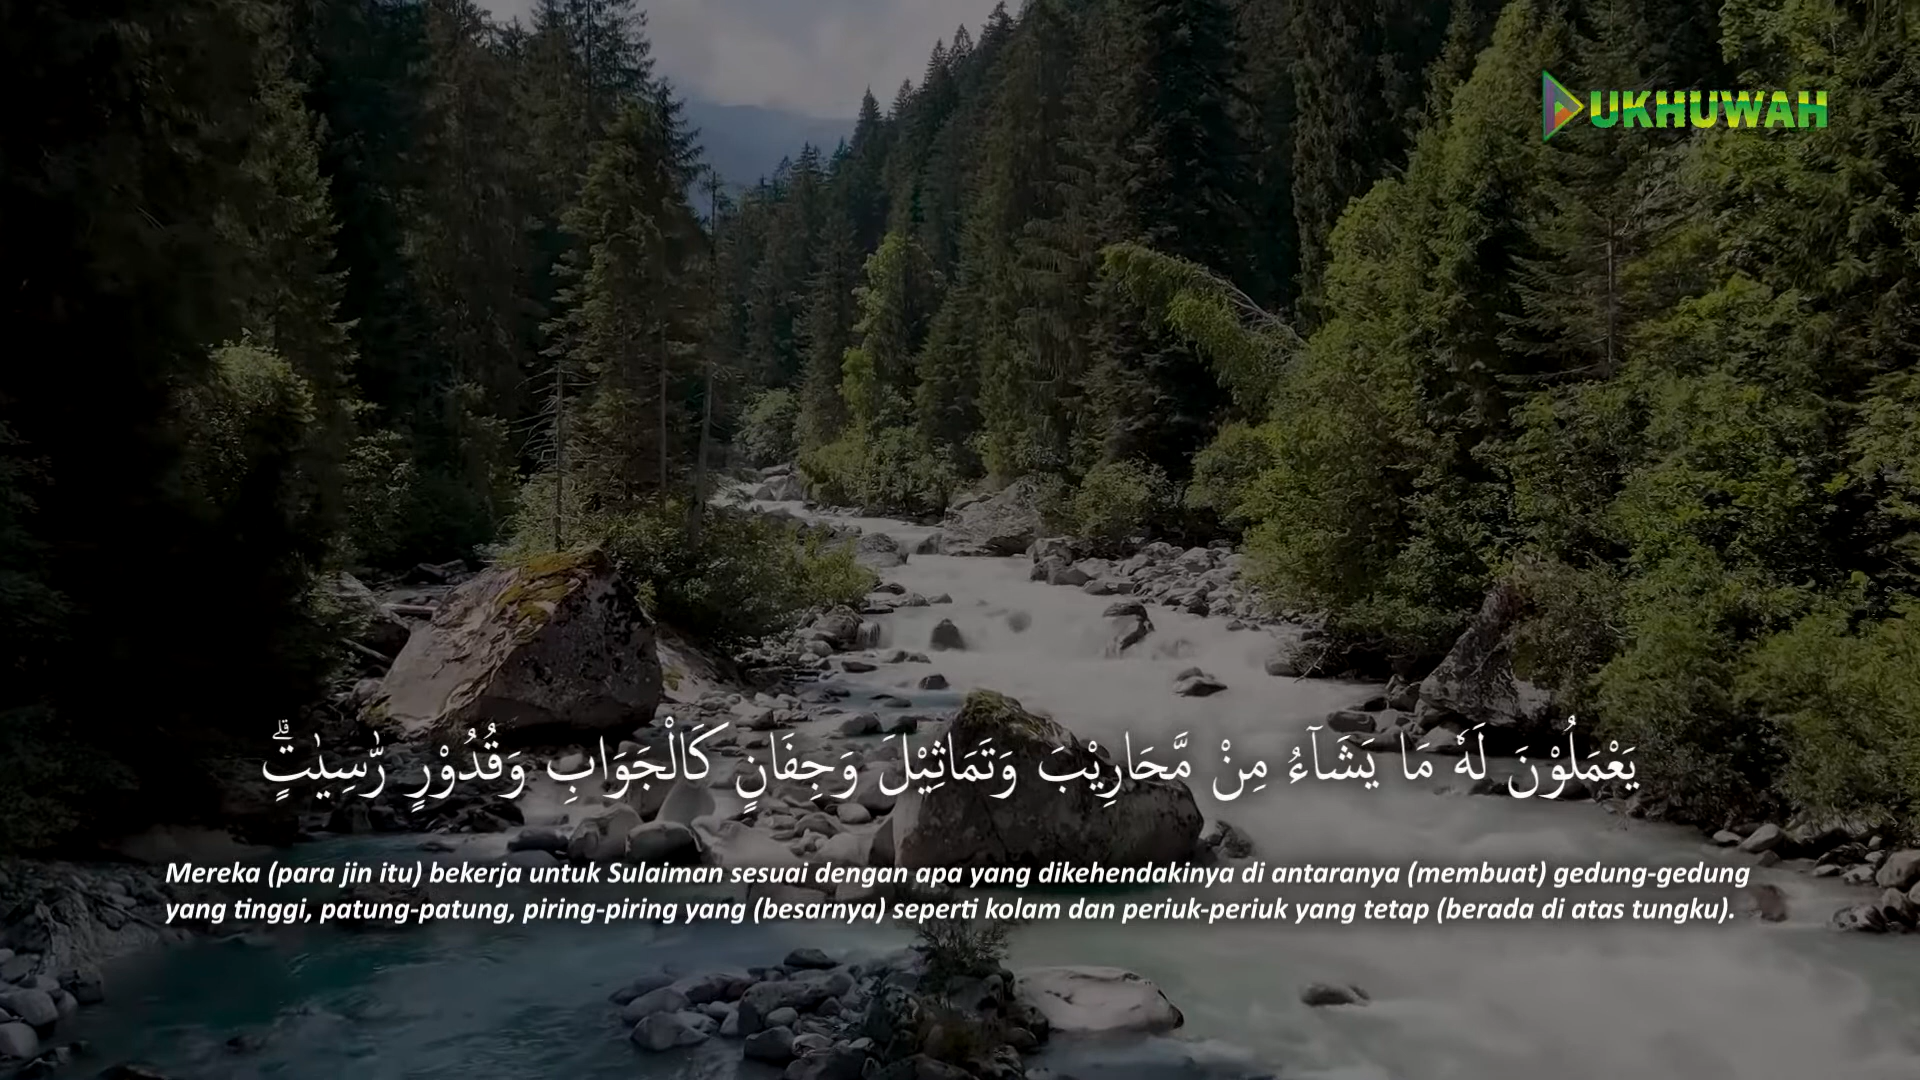 UKHUWAH
يَعْمَلُوْنَ لَهٗ مَا يَشَاۤءُ مِنْ مَّحَارِيْبَ وَتَمَاثِيْلَ وَجِفَانٍ كَالْجَوَابِ وَقُدُوْرٍ رّٰسِيٰتٍۗ
Mereka (para jin itu) bekerja untuk Sulaiman sesuai dengan apa yang dikehendakinya di antaranya (membuat) gedung-gedung
yang tinggi, patung-patung, piring-piring yang (besarnya) seperti kolam dan periuk-periuk yang tetap (berada di atas tungku).